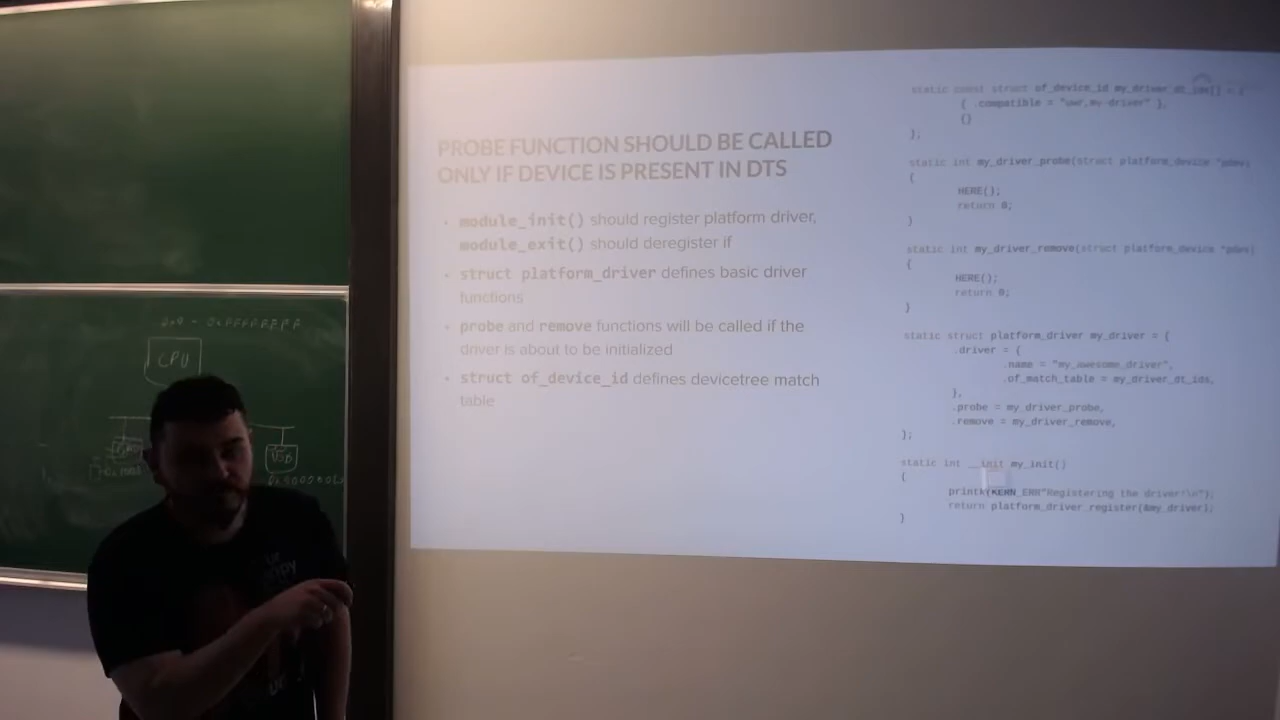 PROBE FUNCTION SHOULD BE CALLED
ONLY IF DEVICE IS PRESENT IN DTS
• module_init() should register platform driver,
module_exit() should deregister if
• struct platform_driver defines basic driver
functions
• probe and remove functions will be called if the
driver is about to be initialized
• struct of_device_id defines devicetree match
table
static const struct of_device_id my_driver_dt_ids[] = {
{ .compatible = "uwr,my-driver" },
{}
};
static int my_driver_probe(struct platform_device *pdev)
{
HERE();
return 0;
}
static int my_driver_remove(struct platform_device *pdev)
{
HERE();
return 0;
}
static struct platform_driver my_driver = {
.driver = {
.name = "my_awesome_driver",
.of_match_table = my_driver_dt_ids,
},
.probe = my_driver_probe,
.remove = my_driver_remove,
};
static int __init my_init()
{
printk(KERN_ERR"Registering the driver!\n");
return platform_driver_register(&my_driver);
}
0x0 - 0xFFFFFFFF
CPU
USB